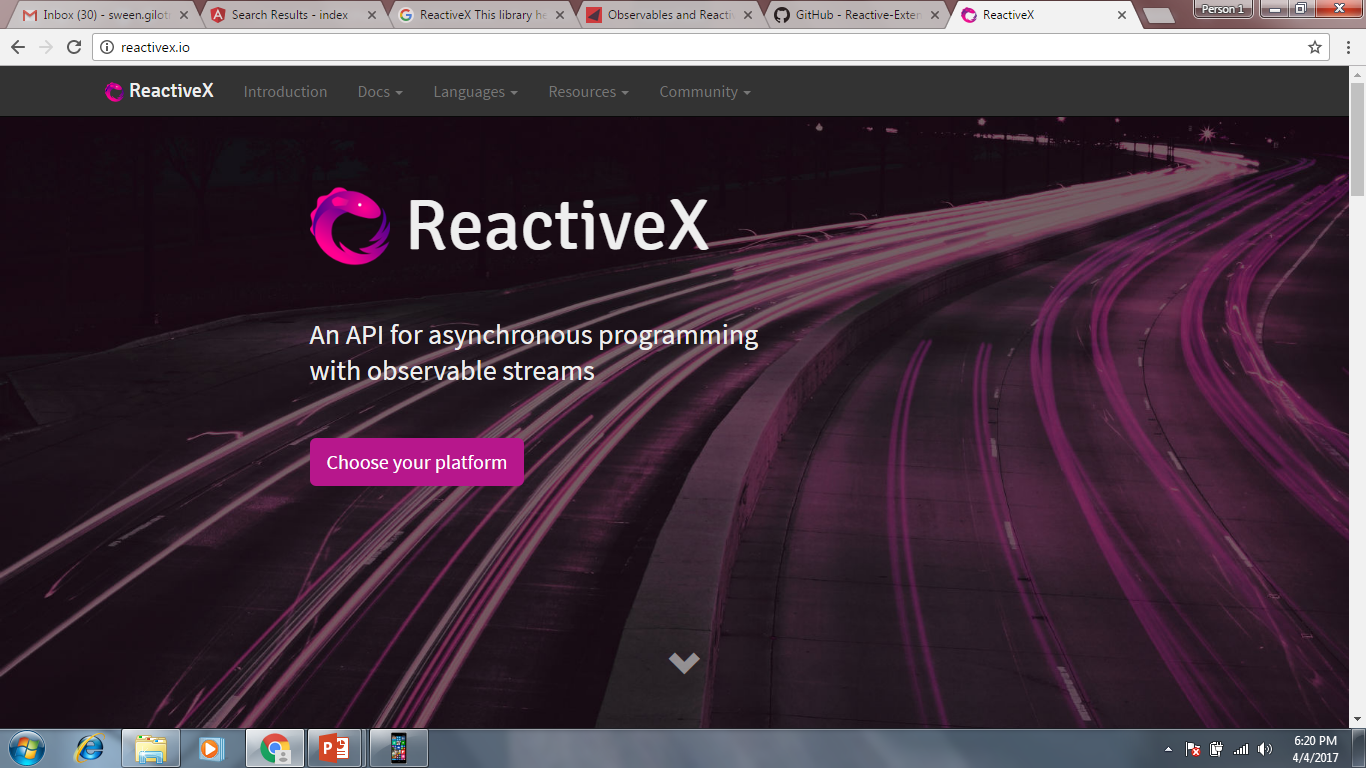 Inbox (30) - sween.gilot
Search Results - index
ReactiveX This library he
Observables and Reactiv
GitHub - Reactive-Exten
ReactiveX
Person 1
reactivex.io
ReactiveX Introduction Docs Languages Resources Community
ReactiveX
An API for asynchronous programming
with observable streams
Choose your platform
6:20 PM
4/4/2017